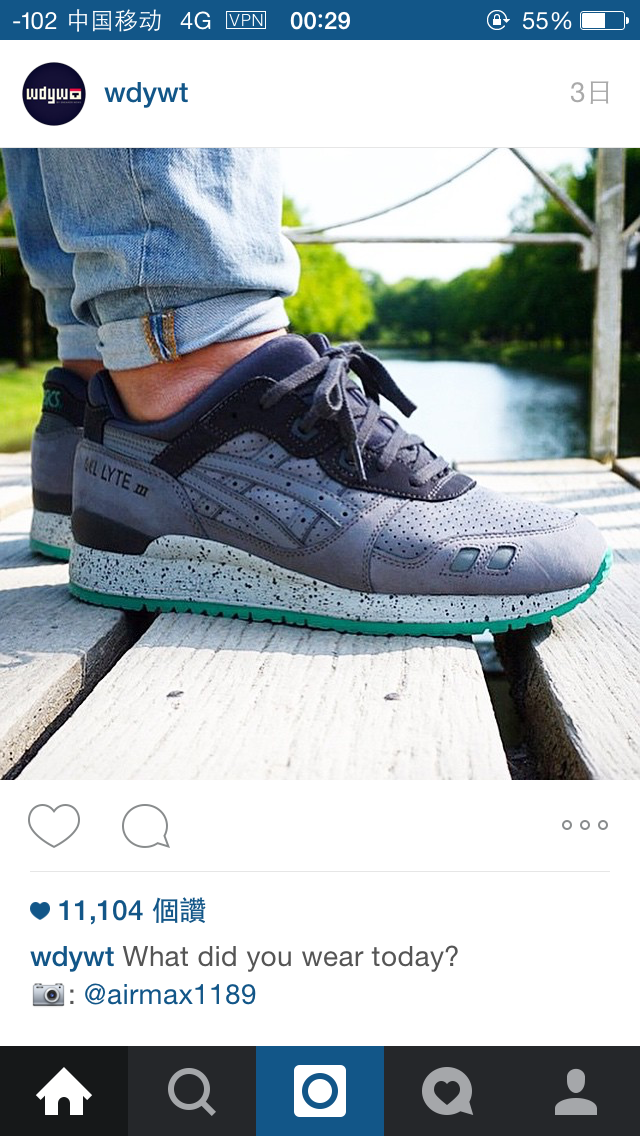 -102 中国移动 4G VPN 00:29 55%
wdyw
wdywt 3日
GEL LYTE III
11,104 個讚
wdywt What did you wear today?
: @airmax1189